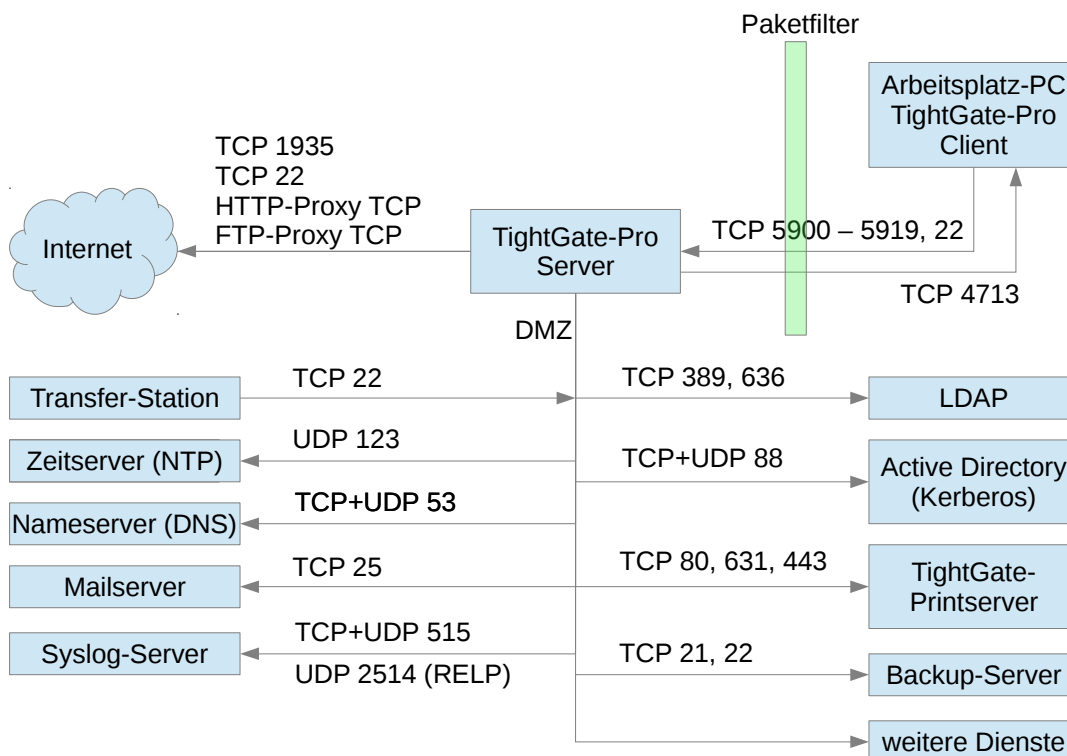 Paketfilter
Arbeitsplatz-PC
TightGate-Pro
Client
TCP 1935
TCP 22
HTTP-Proxy TCP
FTP-Proxy TCP
Internet
TightGate-Pro
Server
TCP 5900 – 5919, 22
TCP 4713
DMZ
Transfer-Station
TCP 22
TCP 389, 636
LDAP
Zeitserver (NTP)
UDP 123
TCP+UDP 88
Active Directory
(Kerberos)
Nameserver (DNS)
TCP+UDP 53
Mailserver
TCP 25
TCP 80, 631, 443
TightGate-
Printserver
Syslog-Server
TCP+UDP 515
UDP 2514 (RELP)
TCP 21, 22
Backup-Server
weitere Dienste